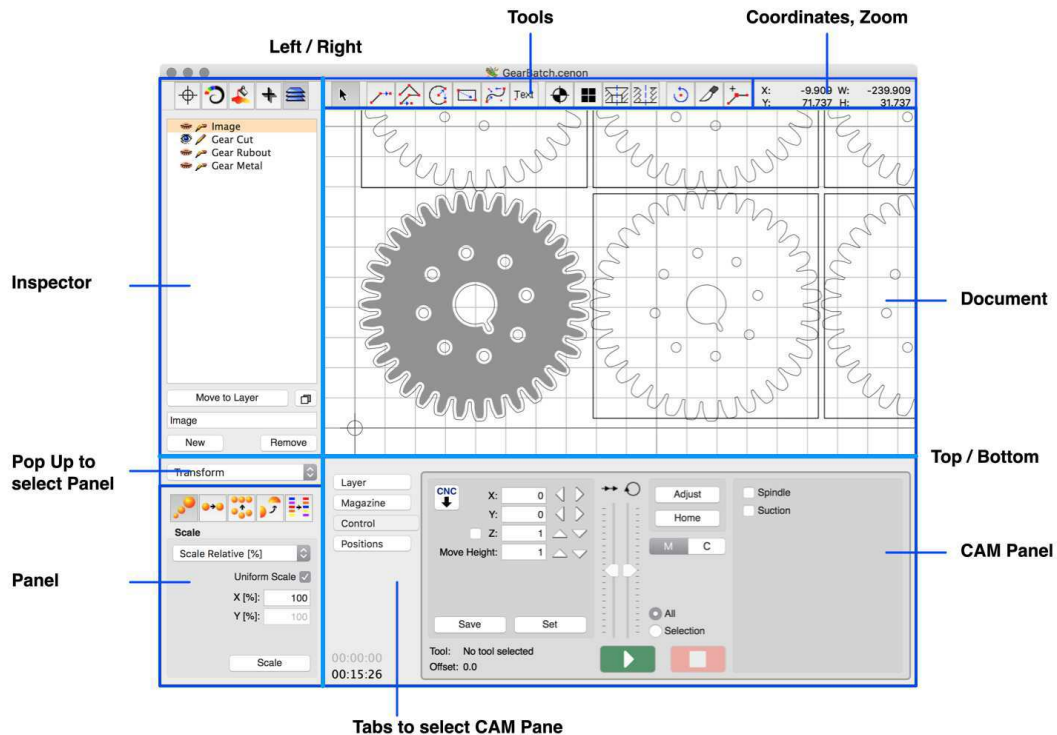 Tools
Coordinates, Zoom
Left / Right
GearBatch.cenon
Text
X: -9.909 W: -239.909
Y: 71.737 H: 31.737
Image
Gear Cut
Gear Rubout
Gear Metal
Inspector
Document
Move to Layer
Image
New Remove
Pop Up to
select Panel
Transform
Top / Bottom
Layer
Magazine
Control
Positions
CNC
X: 0
Y: 0
Z: 1
Move Height: 1
Adjust
Home
M C
Spindle
Suction
CAM Panel
Scale
Scale Relative [%]
Panel
Uniform Scale
X [%]: 100
Y [%]: 100
Scale
Save Set
All
Selection
Tool: No tool selected
Offset: 0.0
00:00:00
00:15:26
Tabs to select CAM Pane